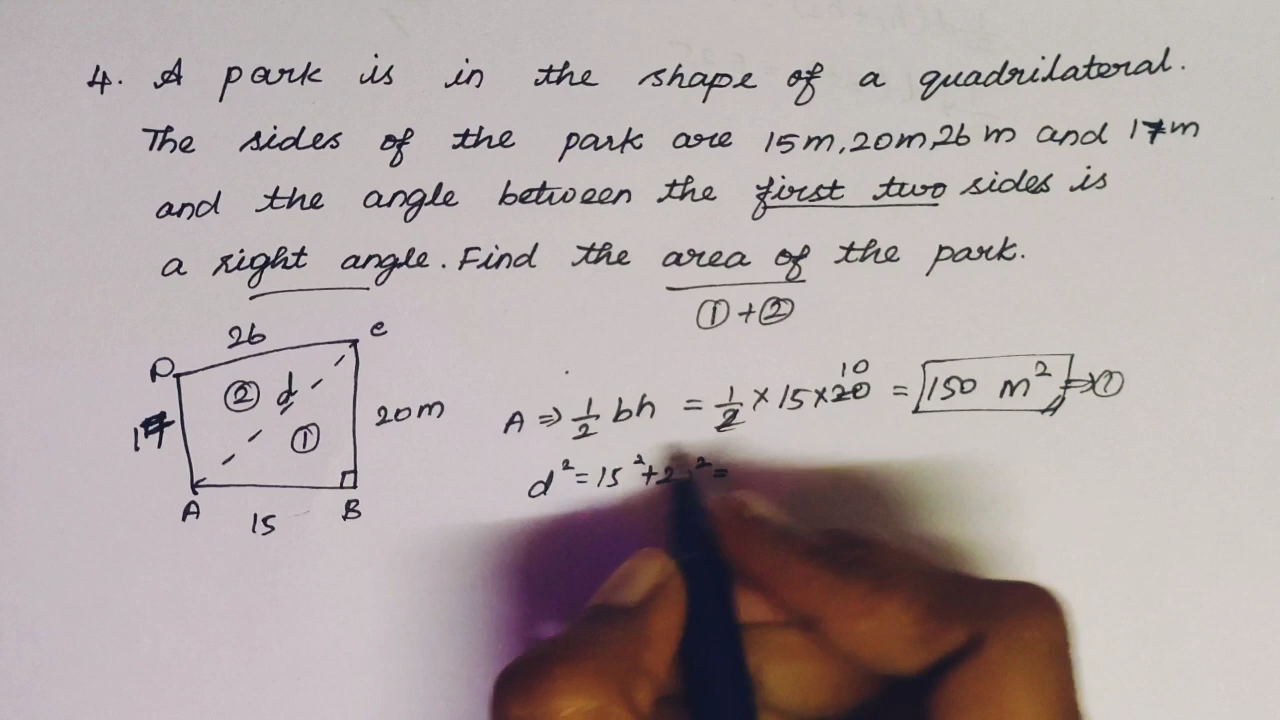 4. A park is in the shape of a quadrilateral.
The sides of the park are 15m, 20m, 26m and 17m
and the angle between the first two sides is
a right angle. Find the area of the park.
① + ②
26
D
C
② d
①
17
20m
A
15
B
A ⇒ 1/2 bh = 1/2 × 15 × 20 10 = 150 m² ⇒ ①
d² = 15² +